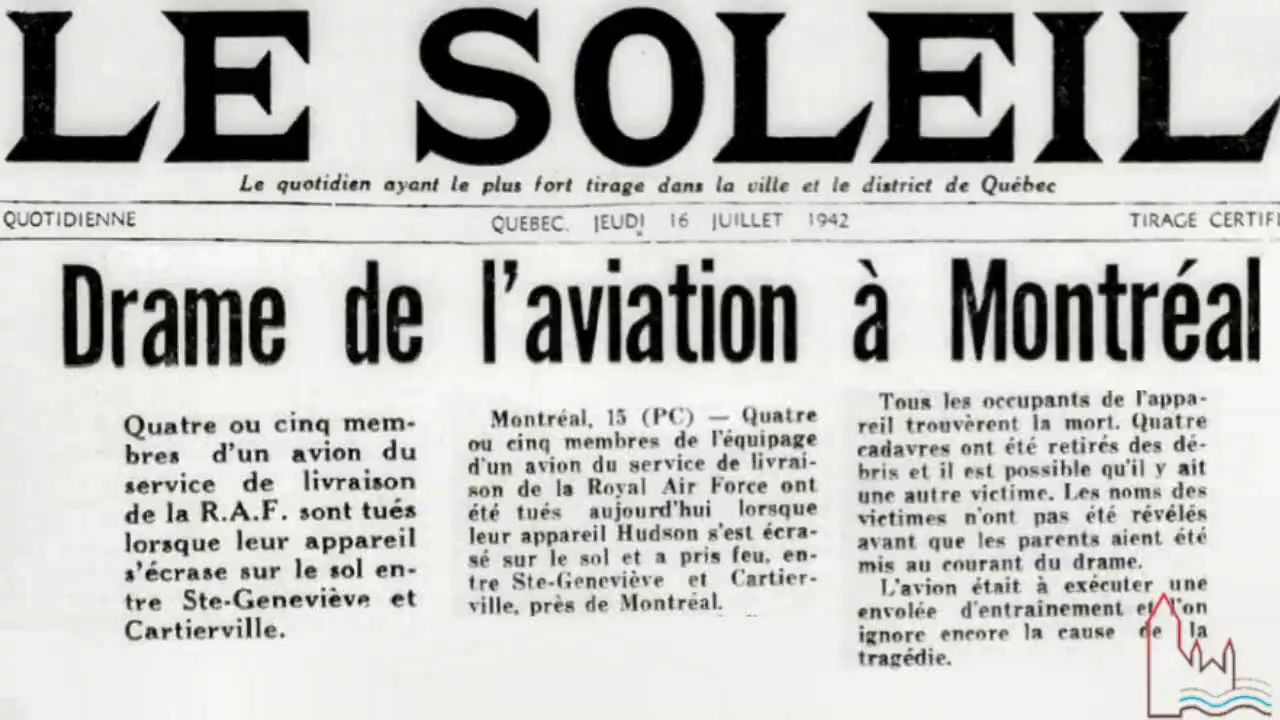 LE SOLEIL
Le quotidien ayant le plus fort tirage dans la ville et le district de Québec
QUOTIDIENNE QUEBEC, JEUDI 16 JUILLET 1942 TIRAGE CERTIFI
Drame de l'aviation à Montréal
Quatre ou cinq mem-
bres d'un avion du
service de livraison
de la R.A.F. sont tués
lorsque leur appareil
s'écrase sur le sol en-
tre Ste-Geneviève et
Cartierville.
Montréal, 15 (PC) — Quatre
ou cinq membres de l'équipage
d'un avion du service de livrai-
son de la Royal Air Force ont
été tués aujourd'hui lorsque
leur appareil Hudson s'est écra-
sé sur le sol et a pris feu, en-
tre Ste-Geneviève et Cartier-
ville, près de Montréal.
Tous les occupants de l'appa-
reil trouvèrent la mort. Quatre
cadavres ont été retirés des dé-
bris et il est possible qu'il y ait
une autre victime. Les noms des
victimes n'ont pas été révélés
avant que les parents aient été
mis au courant du drame.
L'avion était à exécuter une
envolée d'entrainement et l'on
ignore encore la cause de la
tragédie.